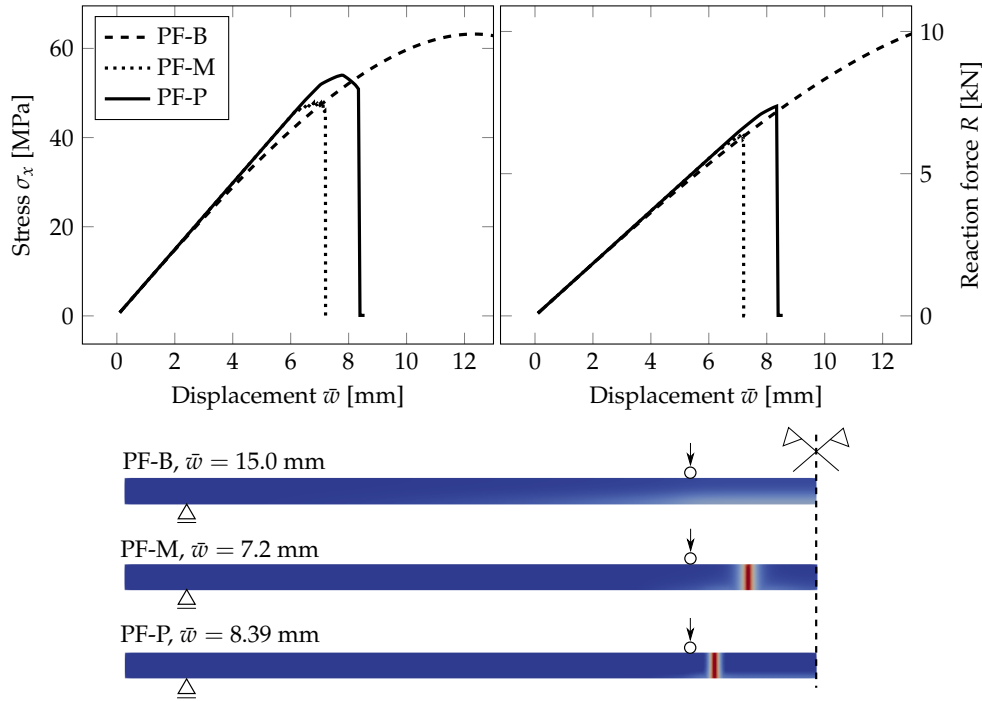 PF-B
PF-M
PF-P
60
40
20
0
Stress σₓ [MPa]
0 2 4 6 8 10 12
Displacement w̄ [mm]
10
5
0
Reaction force R [kN]
0 2 4 6 8 10 12
Displacement w̄ [mm]
PF-B, w̄ = 15.0 mm
PF-M, w̄ = 7.2 mm
PF-P, w̄ = 8.39 mm